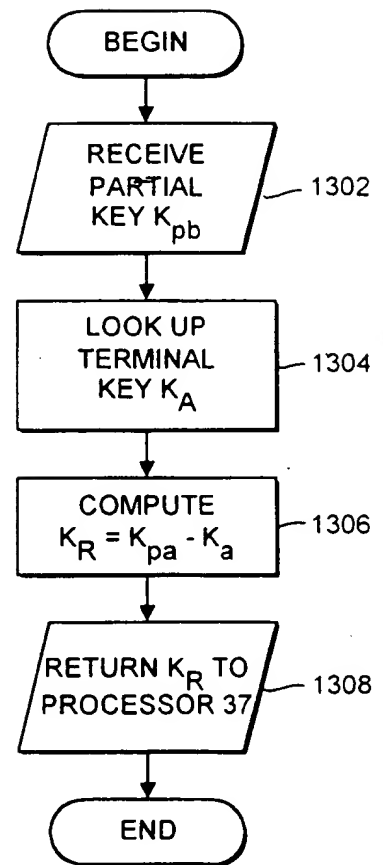 BEGIN
RECEIVE
PARTIAL
KEY K_pb
1302
LOOK UP
TERMINAL
KEY K_A
1304
COMPUTE
K_R = K_pa - K_a
1306
RETURN K_R TO
PROCESSOR 37
1308
END